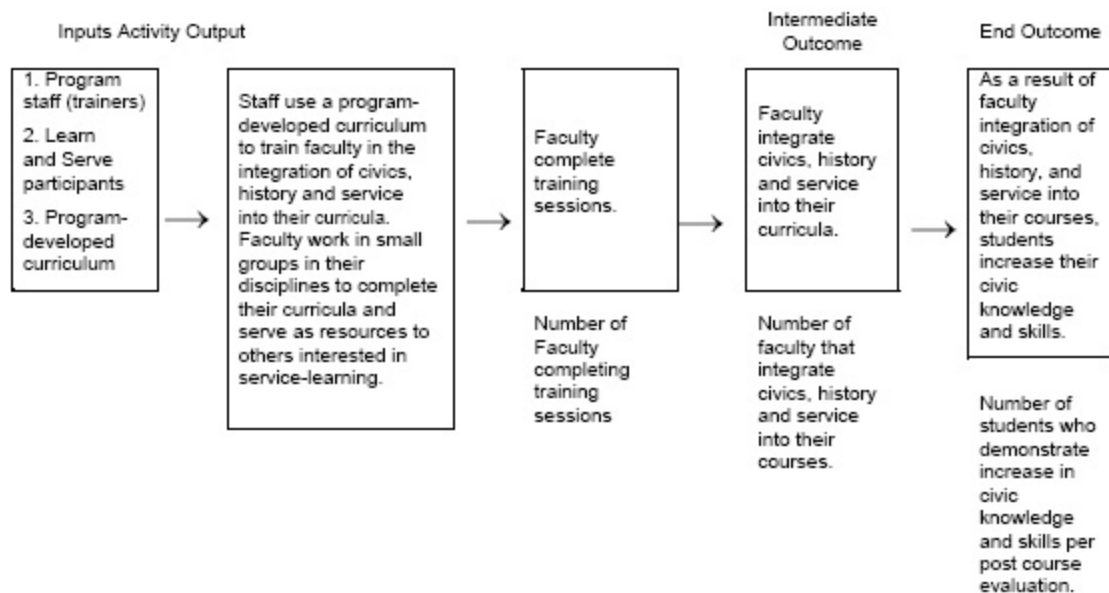 Inputs Activity Output
Intermediate
Outcome
End Outcome
1. Program
staff (trainers)
2. Learn
and Serve
participants
3. Program-
developed
curriculum
Staff use a program-
developed curriculum
to train faculty in the
integration of civics,
history and service
into their curricula.
Faculty work in small
groups in their
disciplines to complete
their curricula and
serve as resources to
others interested in
service-learning.
Faculty
complete
training
sessions.
Number of
Faculty
completing
training
sessions
Faculty
integrate
civics, history
and service
into their
curricula.
Number of
faculty that
integrate
civics, history
and service
into their
courses.
As a result of
faculty
integration of
civics,
history, and
service into
their courses,
students
increase their
civic
knowledge
and skills.
Number of
students who
demonstrate
increase in
civic
knowledge
and skills per
post course
evaluation.